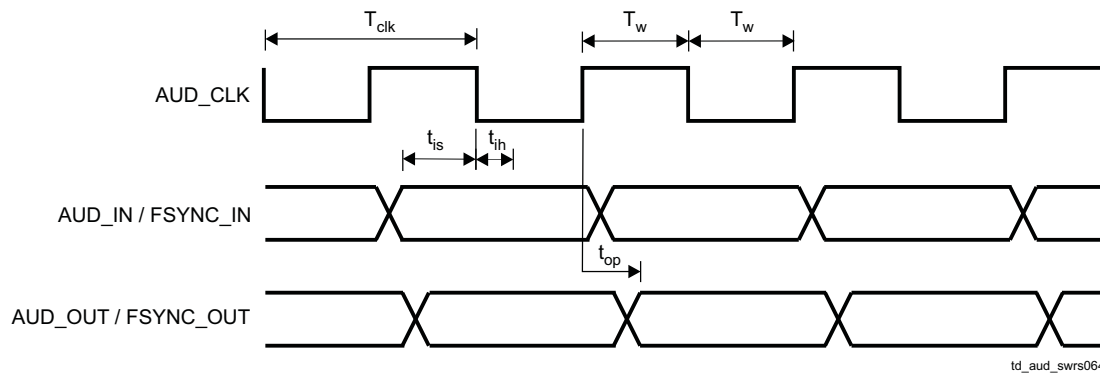 T_clk
T_w
T_w
AUD_CLK
t_is
t_ih
AUD_IN / FSYNC_IN
t_op
AUD_OUT / FSYNC_OUT
td_aud_swrs064